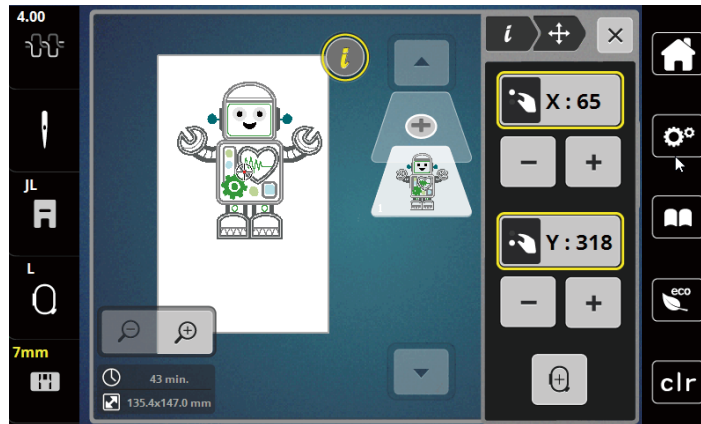 4.00
JL
L
7mm
i
43 min.
135.4x147.0 mm
1
i
X : 65
Y : 318
eco
clr